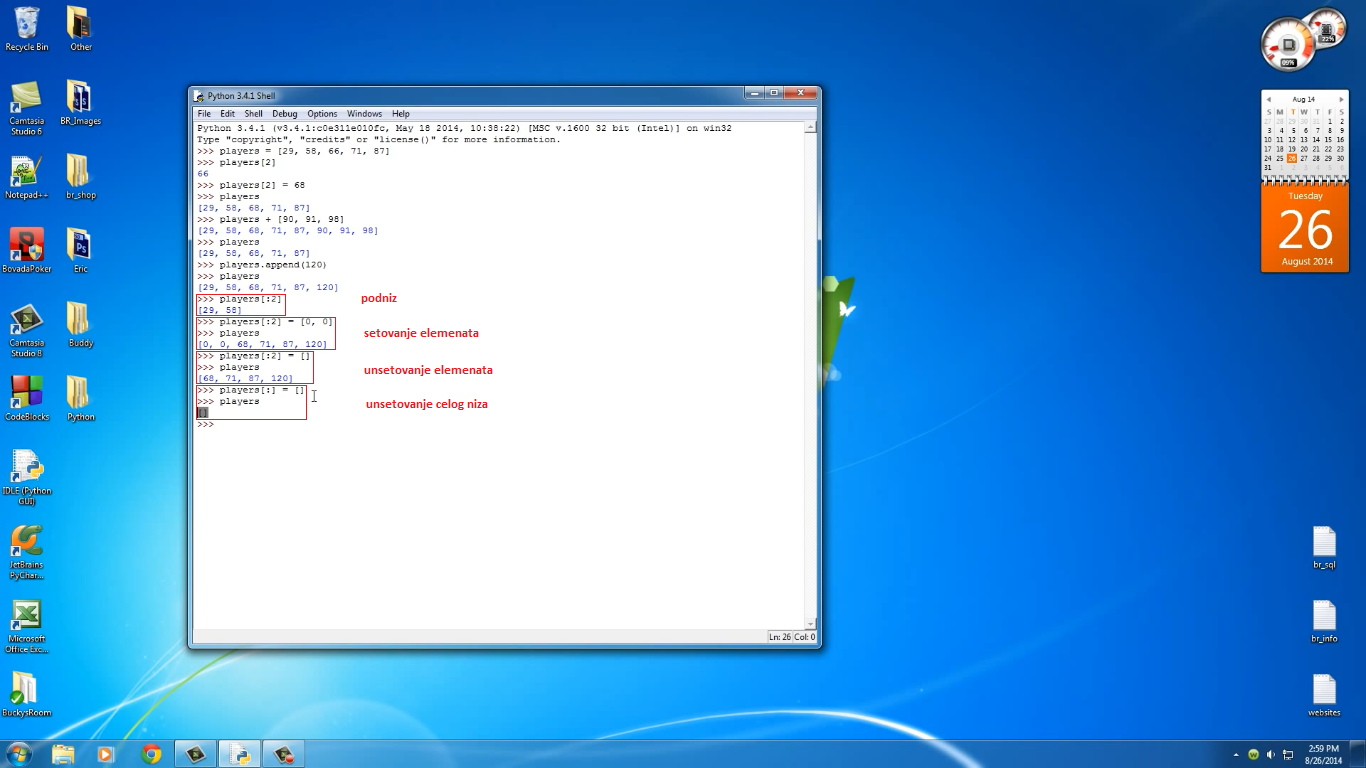 Recycle Bin
Other
Camtasia
Studio 6
BR_Images
Notepad++
br_shop
BovadaPoker
Eric
Camtasia
Studio 8
Buddy
CodeBlocks
Python
IDLE (Python
GUI)
JetBrains
PyChar...
Microsoft
Office Exc...
BuckysRoom
Python 3.4.1 Shell
File Edit Shell Debug Options Windows Help
Python 3.4.1 (v3.4.1:c0e311e010fc, May 18 2014, 10:38:22) [MSC v.1600 32 bit (Intel)] on win32
Type "copyright", "credits" or "license()" for more information.
>>> players = [29, 58, 66, 71, 87]
>>> players[2]
66
>>> players[2] = 68
>>> players
[29, 58, 68, 71, 87]
>>> players + [90, 91, 98]
[29, 58, 68, 71, 87, 90, 91, 98]
>>> players
[29, 58, 68, 71, 87]
>>> players.append(120)
>>> players
[29, 58, 68, 71, 87, 120]
>>> players[:2]
[29, 58]
podniz
>>> players[:2] = [0, 0]
>>> players
[0, 0, 68, 71, 87, 120]
setovanje elemenata
>>> players[:2] = []
>>> players
[68, 71, 87, 120]
unsetovanje elemenata
>>> players[:] = []
>>> players
[]
unsetovanje celog niza
>>>
Ln: 26 Col: 0
09%
22%
Aug 14
S M T W T F S
27 28 29 30 31 1 2
3 4 5 6 7 8 9
10 11 12 13 14 15 16
17 18 19 20 21 22 23
24 25 26 27 28 29 30
31 1 2 3 4 5 6
Tuesday
26
August 2014
br_sql
br_info
websites
2:59 PM
8/26/2014